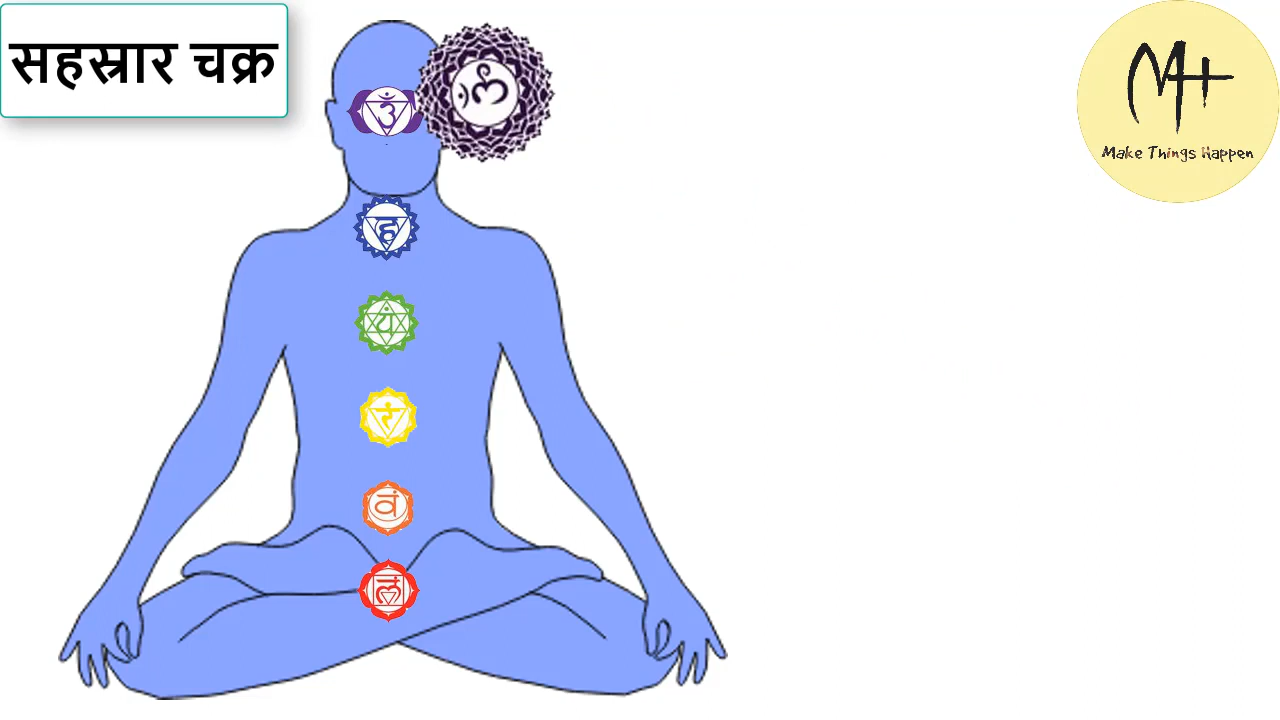 सहस्रार चक्र
ॐ
ॐ
हं
यं
रं
वं
लं
M+
Make Things Happen